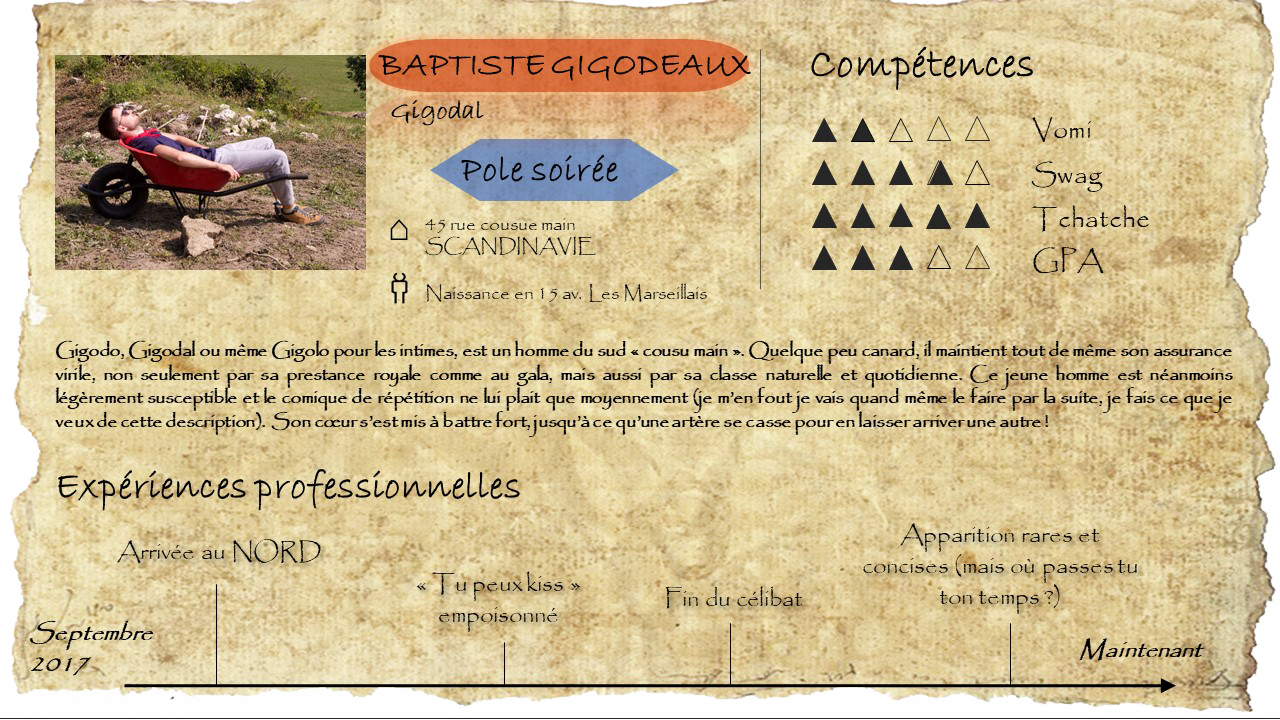 BAPTISTE GIGODEAUX
Gigodal
Pole soirée
45 rue cousue main
SCANDINAVIE
Naissance en 15 av. Les Marseillais
Compétences
Vomi
Swag
Tchatche
GPA
Gigodo, Gigodal ou même Gigolo pour les intimes, est un homme du sud « cousu main ». Quelque peu canard, il maintient tout de même son assurance
virile, non seulement par sa prestance royale comme au gala, mais aussi par sa classe naturelle et quotidienne. Ce jeune homme est néanmoins
légèrement susceptible et le comique de répétition ne lui plait que moyennement (je m'en fout je vais quand même le faire par la suite, je fais ce que je
veux de cette description). Son cœur s'est mis à battre fort, jusqu'à ce qu'une artère se casse pour en laisser arriver une autre !
Expériences professionnelles
Septembre
2017
Arrivée au NORD
« Tu peux kiss »
empoisonné
Fin du célibat
Apparition rares et
concises (mais où passes tu
ton temps ?)
Maintenant